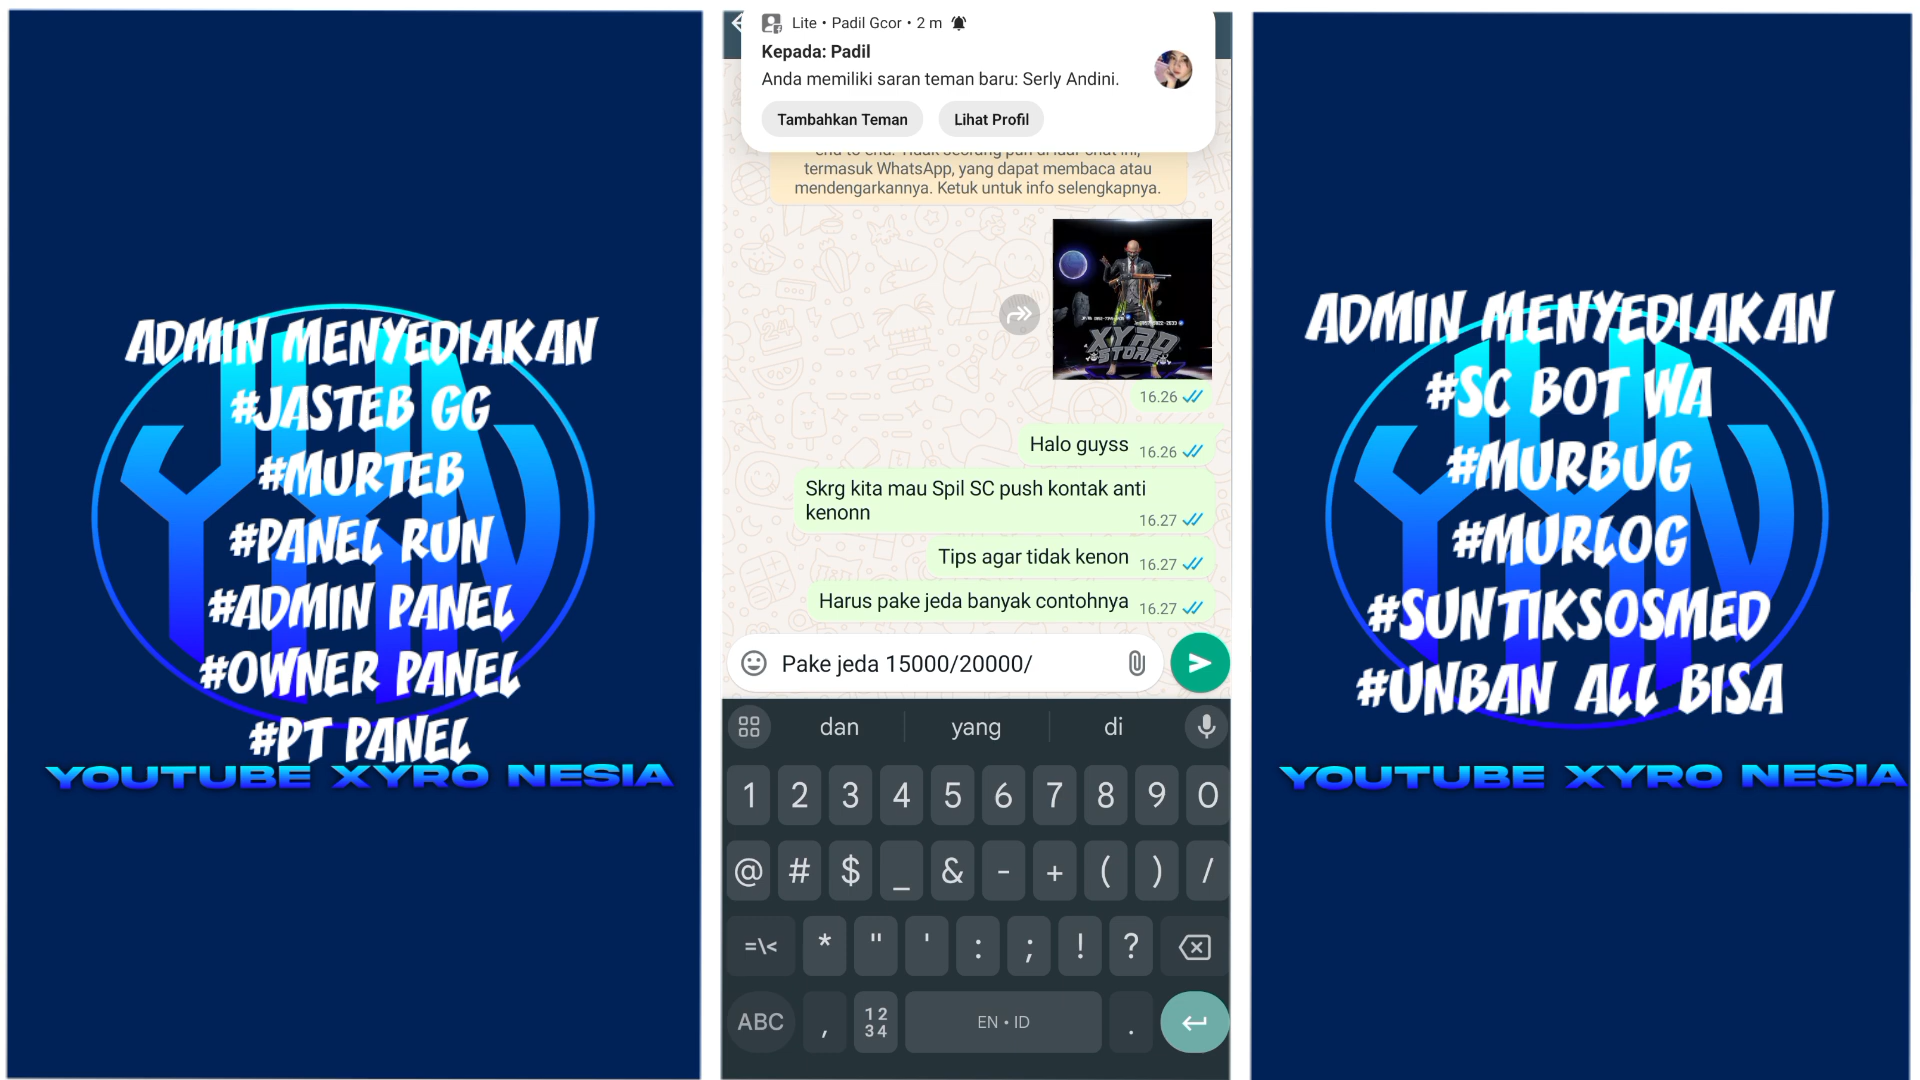 ADMIN MENYEDIAKAN
#JASTEB GG
#MURTEB
#PANEL RUN
#ADMIN PANEL
#OWNER PANEL
#PT PANEL
YOUTUBE XYRO NESIA
Lite • Padil Gcor • 2 m
Kepada: Padil
Anda memiliki saran teman baru: Serly Andini.
Tambahkan Teman
Lihat Profil
termasuk WhatsApp, yang dapat membaca atau
mendengarkannya. Ketuk untuk info selengkapnya.
XYRO
STORE
16.26
Halo guyss 16.26
Skrg kita mau Spil SC push kontak anti
kenonn 16.27
Tips agar tidak kenon 16.27
Harus pake jeda banyak contohnya 16.27
Pake jeda 15000/20000/
dan yang di
1 2 3 4 5 6 7 8 9 0
@ # $ _ & - + ( ) /
=\< * " ' : ; ! ?
ABC , 12 34 EN • ID .
ADMIN MENYEDIAKAN
#SC BOT WA
#MURBUG
#MURLOG
#SUNTIKSOSMED
#UNBAN ALL BISA
YOUTUBE XYRO NESIA